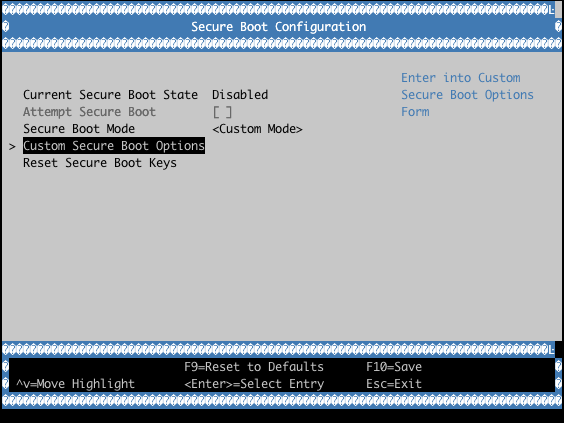 Secure Boot Configuration
Enter into Custom
Current Secure Boot State Disabled
Secure Boot Options
Attempt Secure Boot [ ]
Form
Secure Boot Mode <Custom Mode>
> Custom Secure Boot Options
Reset Secure Boot Keys
F9=Reset to Defaults F10=Save
^v=Move Highlight <Enter>=Select Entry Esc=Exit